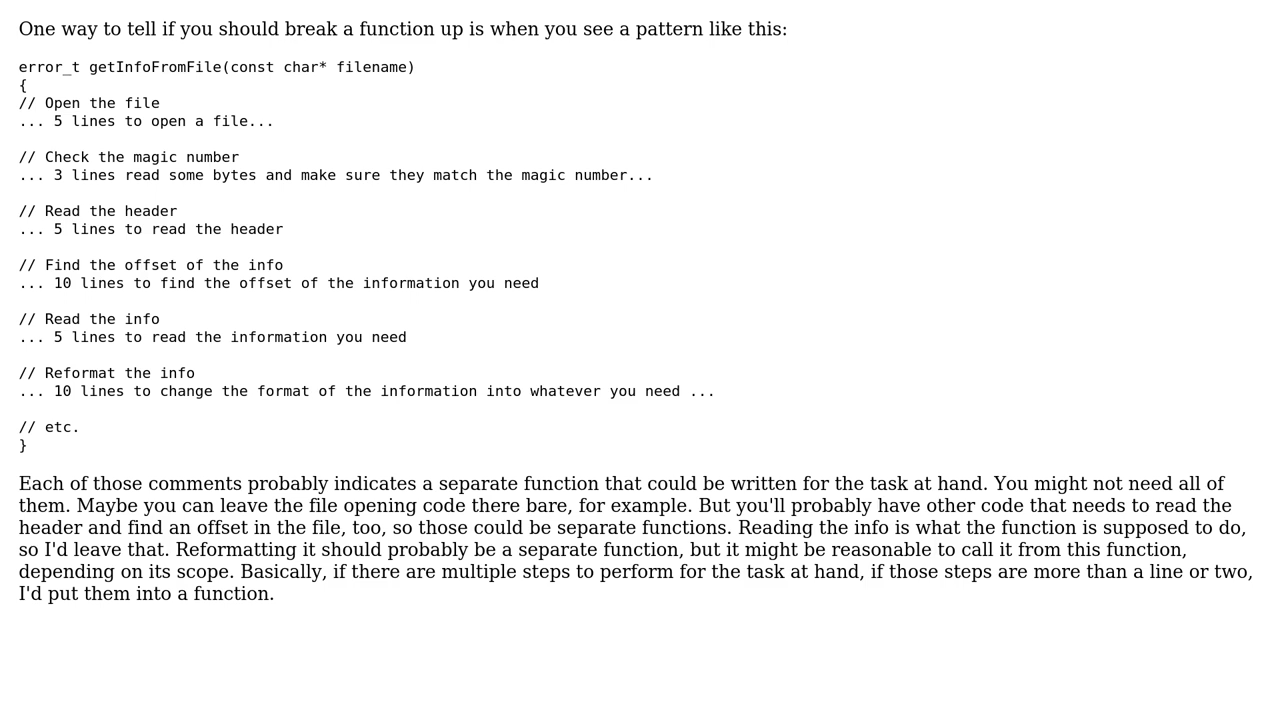 One way to tell if you should break a function up is when you see a pattern like this:
error_t getInfoFromFile(const char* filename)
{
// Open the file
... 5 lines to open a file...
// Check the magic number
... 3 lines read some bytes and make sure they match the magic number...
// Read the header
... 5 lines to read the header
// Find the offset of the info
... 10 lines to find the offset of the information you need
// Read the info
... 5 lines to read the information you need
// Reformat the info
... 10 lines to change the format of the information into whatever you need ...
// etc.
}
Each of those comments probably indicates a separate function that could be written for the task at hand. You might not need all of
them. Maybe you can leave the file opening code there bare, for example. But you'll probably have other code that needs to read the
header and find an offset in the file, too, so those could be separate functions. Reading the info is what the function is supposed to do,
so I'd leave that. Reformatting it should probably be a separate function, but it might be reasonable to call it from this function,
depending on its scope. Basically, if there are multiple steps to perform for the task at hand, if those steps are more than a line or two,
I'd put them into a function.